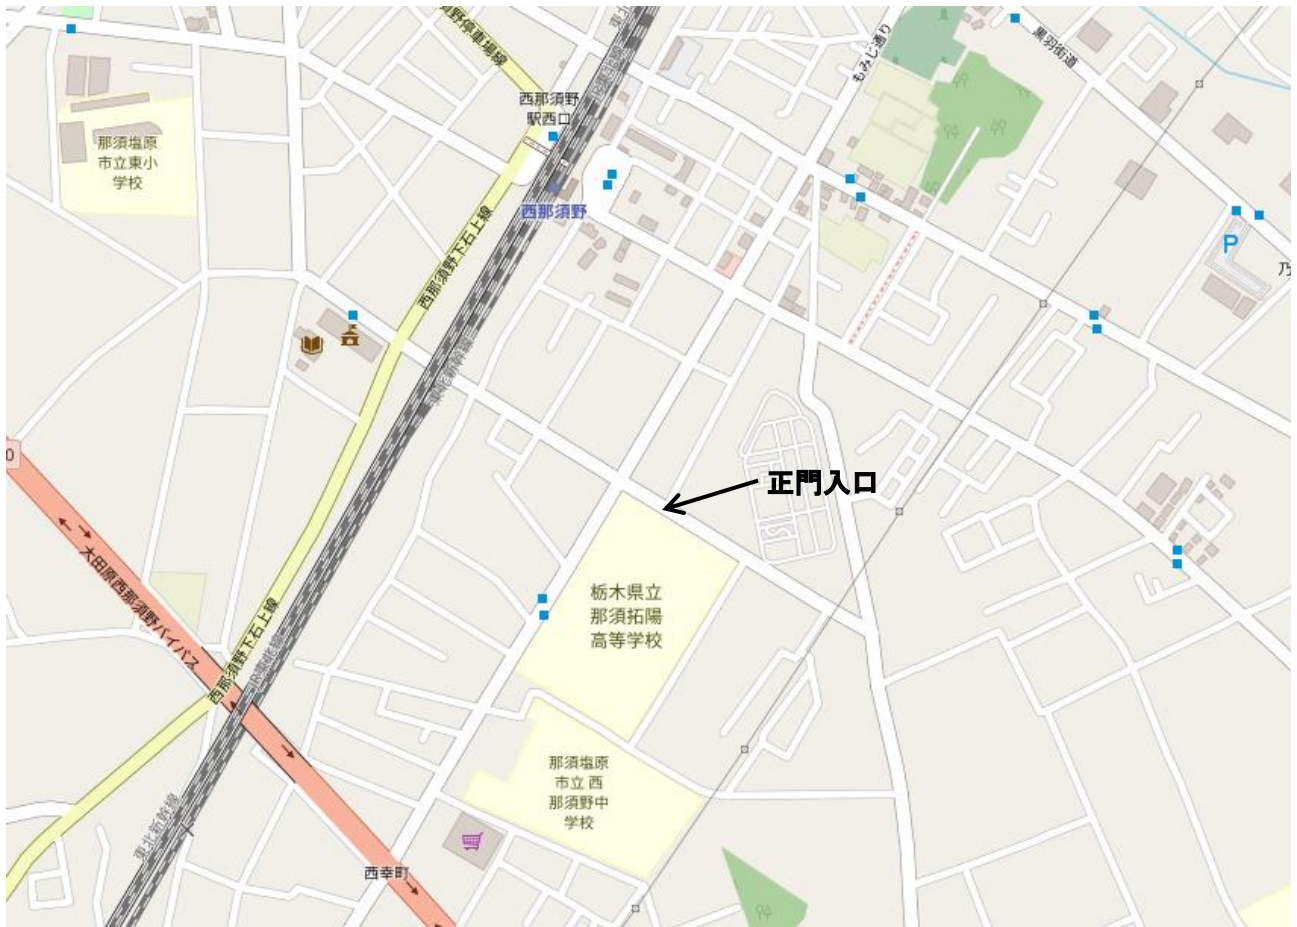 野停車場線
もみじ通り
黒羽街道
西那須野
駅西口
那須塩原
市立東小
学校
西那須野
西那須野下石上線
P
乃
0
正門入口
大田原西那須野バイパス
栃木県立
那須拓陽
高等学校
西那須野下石上線
那須塩原
市立 西
那須野中
学校
東北新幹線
西幸町